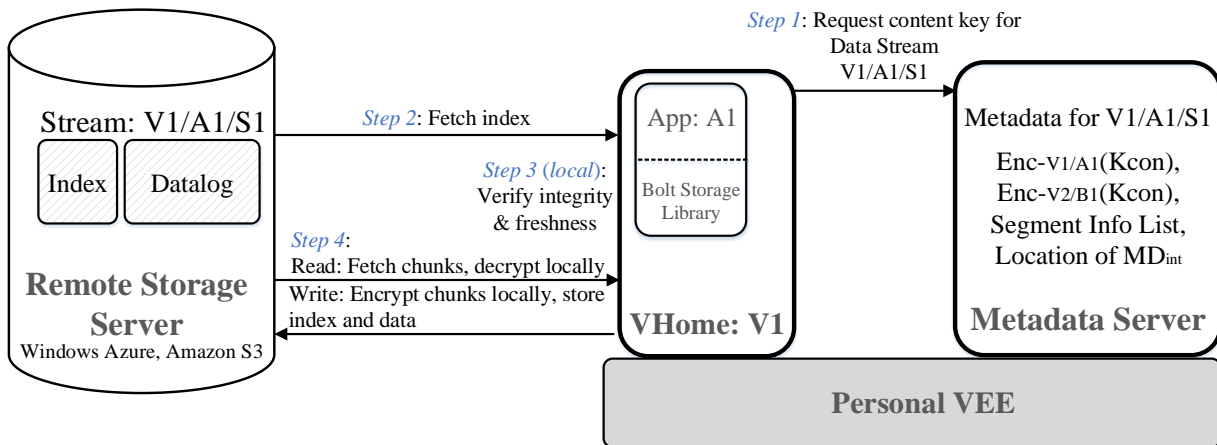 Step 1: Request content key for
Data Stream
V1/A1/S1
Stream: V1/A1/S1
Index
Datalog
Remote Storage
Server
Windows Azure, Amazon S3
Step 2: Fetch index
Step 3 (local):
Verify integrity
& freshness
Step 4:
Read: Fetch chunks, decrypt locally
Write: Encrypt chunks locally, store
index and data
App: A1
Bolt Storage
Library
VHome: V1
Metadata for V1/A1/S1
Enc-V1/A1(Kcon),
Enc-V2/B1(Kcon),
Segment Info List,
Location of MDint
Metadata Server
Personal VEE